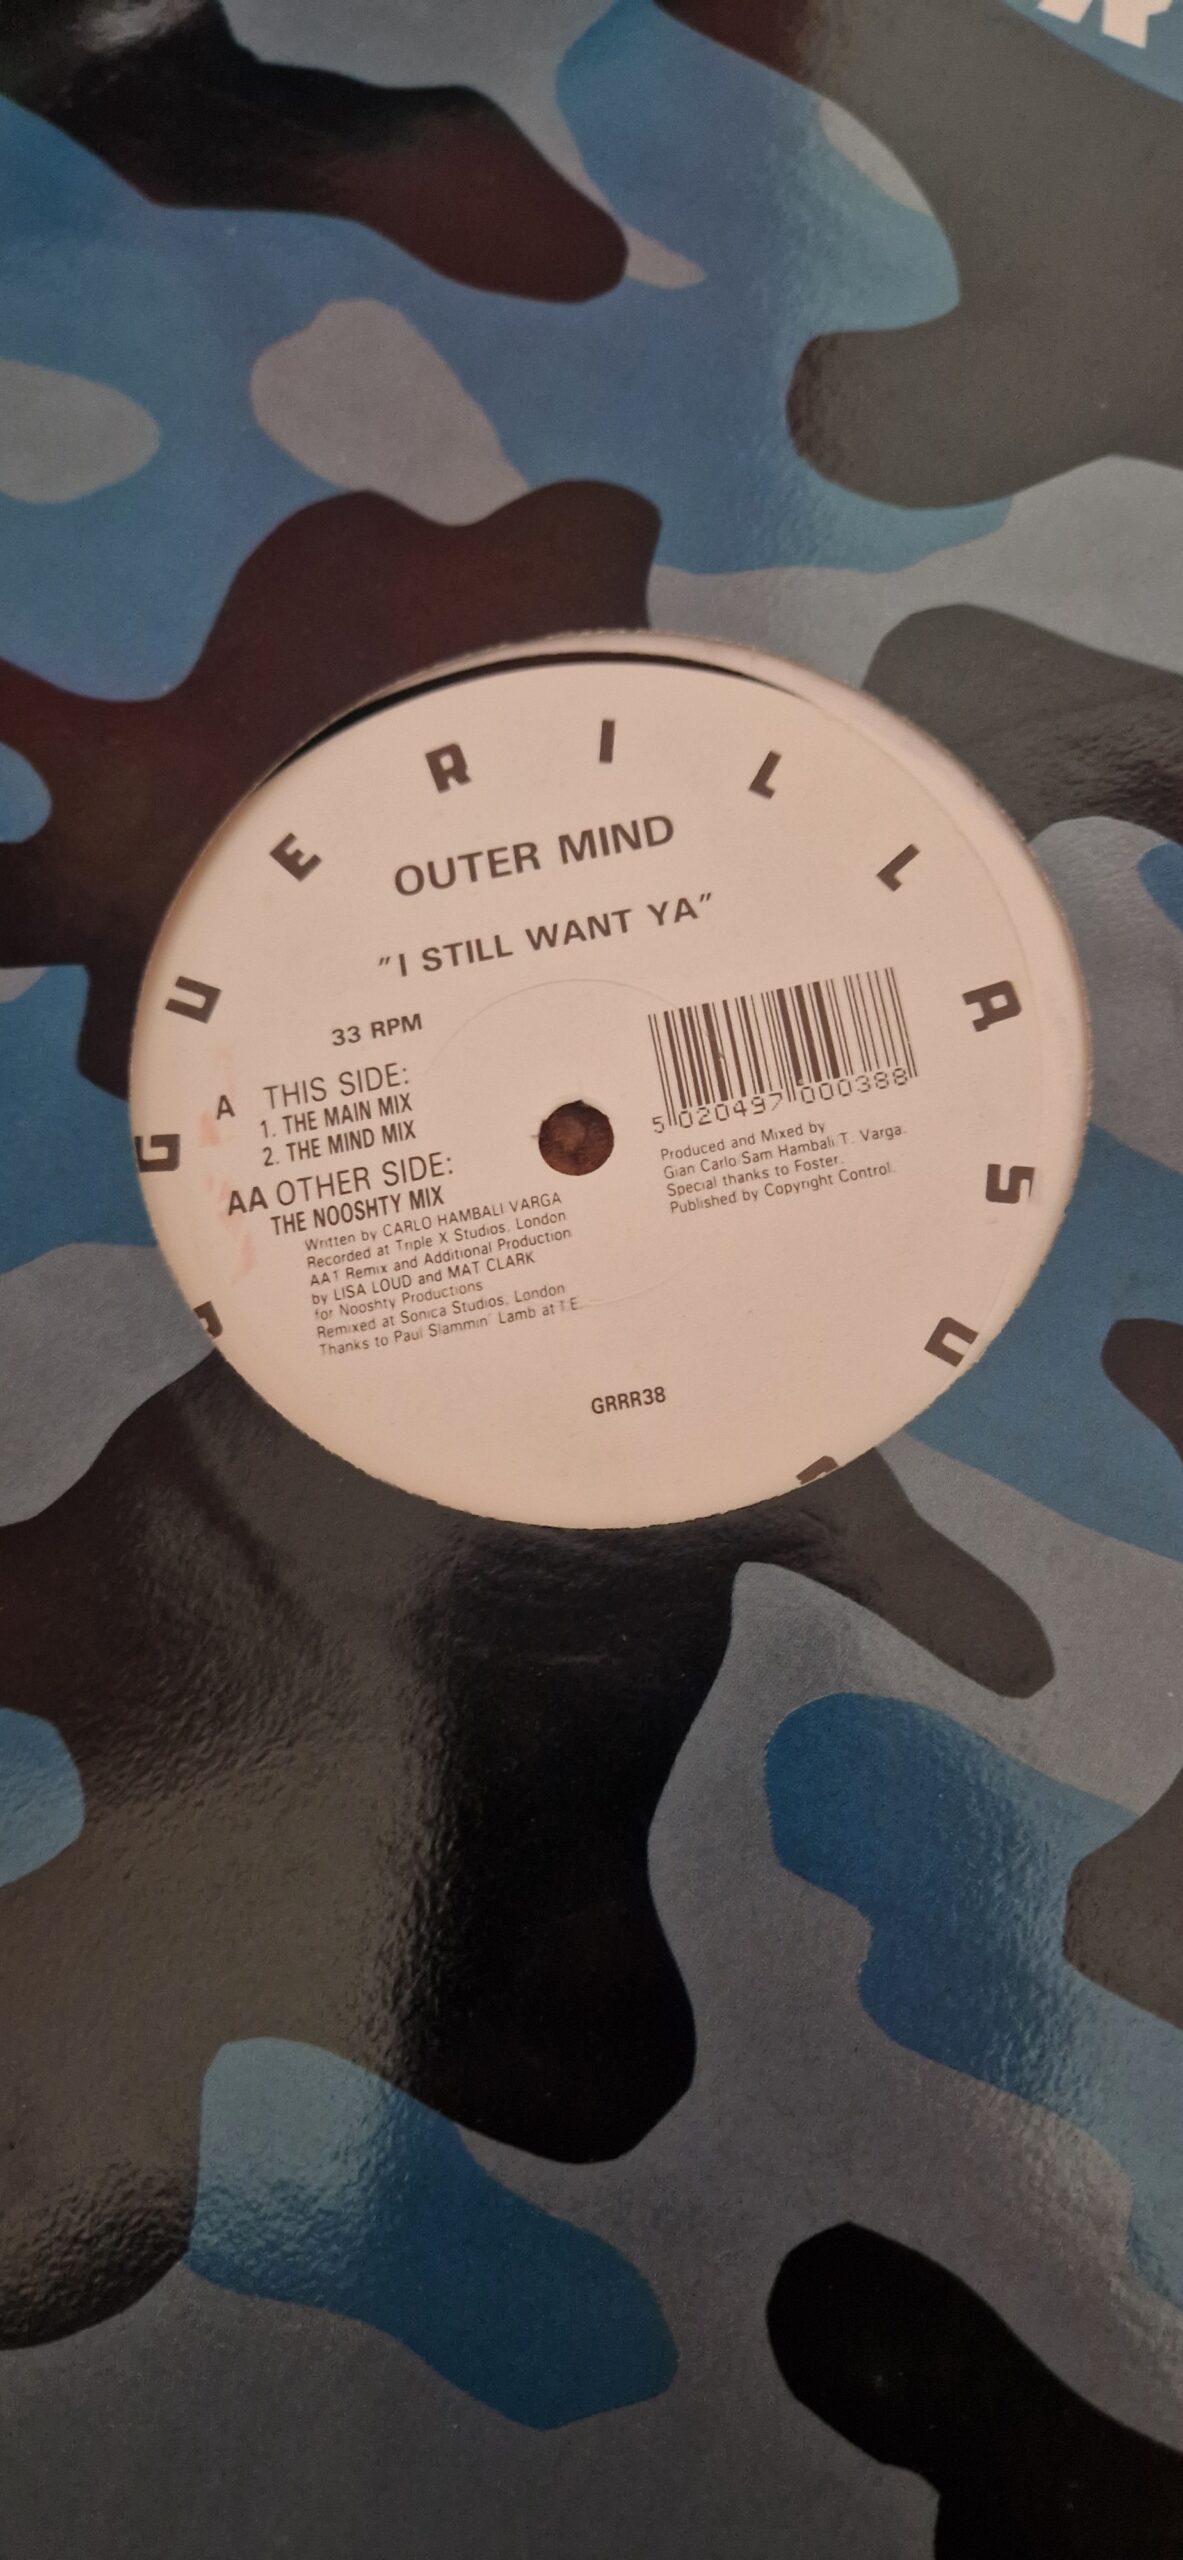 GUERILLA SU
OUTER MIND
"I STILL WANT YA"
33 RPM
A THIS SIDE:
1. THE MAIN MIX
2. THE MIND MIX
AA OTHER SIDE:
THE NOOSHTY MIX
Written by CARLO HAMBALI VARGA
Recorded at Triple X Studios, London
AA1 Remix and Additional Production
by LISA LOUD and MAT CLARK
for Nooshty Productions
Remixed at Sonica Studios, London
Thanks to Paul Slammin' Lamb at T.E.
5 020497 000388
Produced and Mixed by
Gian Carlo/Sam Hambali/T. Varga.
Special thanks to Foster.
Published by Copyright Control.
GRRR38